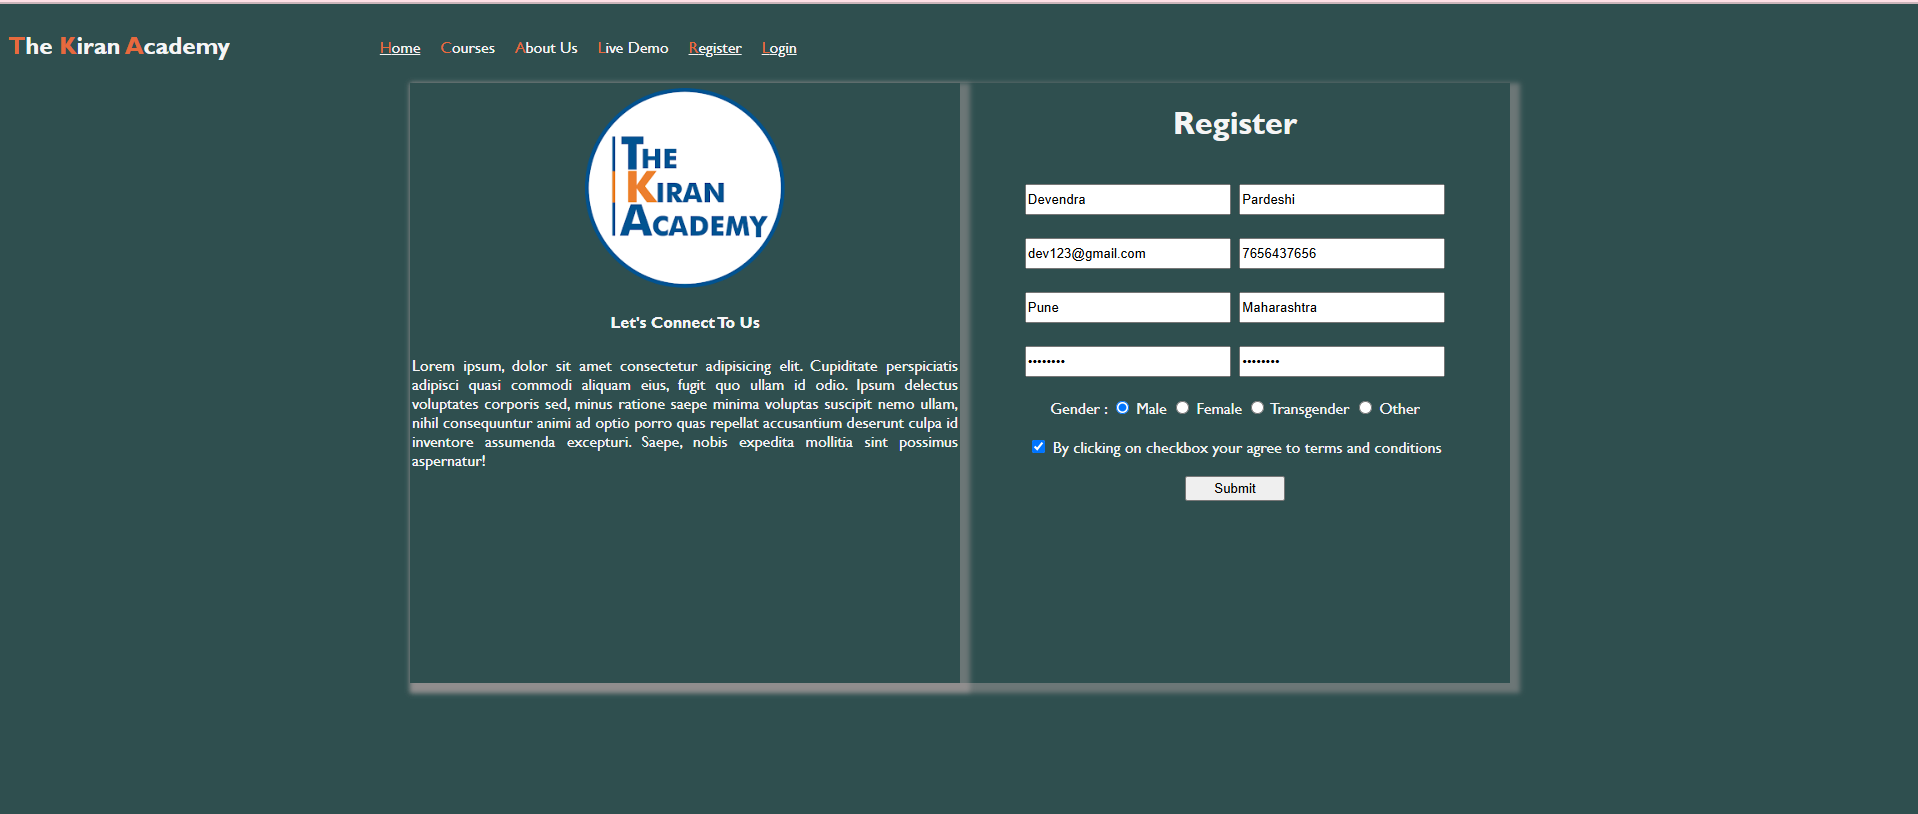 The Kiran Academy
Home Courses About Us Live Demo Register Login
THE
KIRAN
ACADEMY
Let's Connect To Us
Lorem ipsum, dolor sit amet consectetur adipisicing elit. Cupiditate perspiciatis
adipisci quasi commodi aliquam eius, fugit quo ullam id odio. Ipsum delectus
voluptates corporis sed, minus ratione saepe minima voluptas suscipit nemo ullam,
nihil consequuntur animi ad optio porro quas repellat accusantium deserunt culpa id
inventore assumenda excepturi. Saepe, nobis expedita mollitia sint possimus
aspernatur!
Register
Devendra Pardeshi
dev123@gmail.com 7656437656
Pune Maharashtra
•••••••• ••••••••
Gender : Male Female Transgender Other
By clicking on checkbox your agree to terms and conditions
Submit